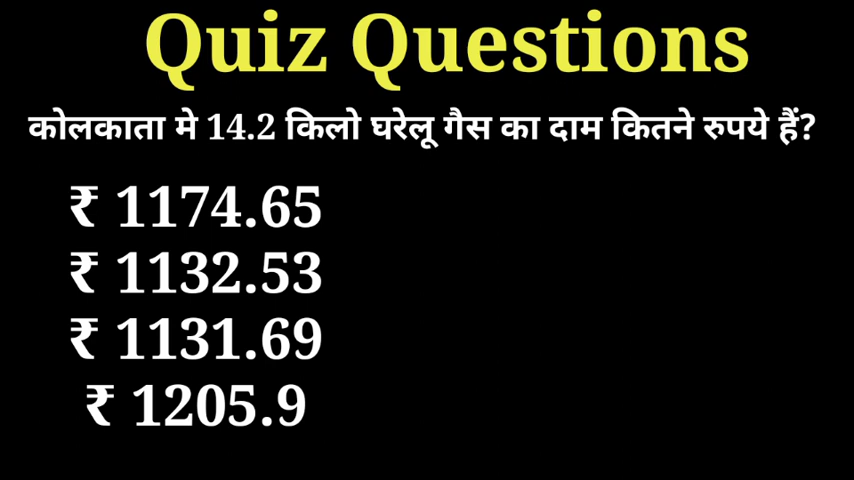 Quiz Questions
कोलकाता मे 14.2 किलो घरेलू गैस का दाम कितने रुपये हैं?
₹ 1174.65
₹ 1132.53
₹ 1131.69
₹ 1205.9